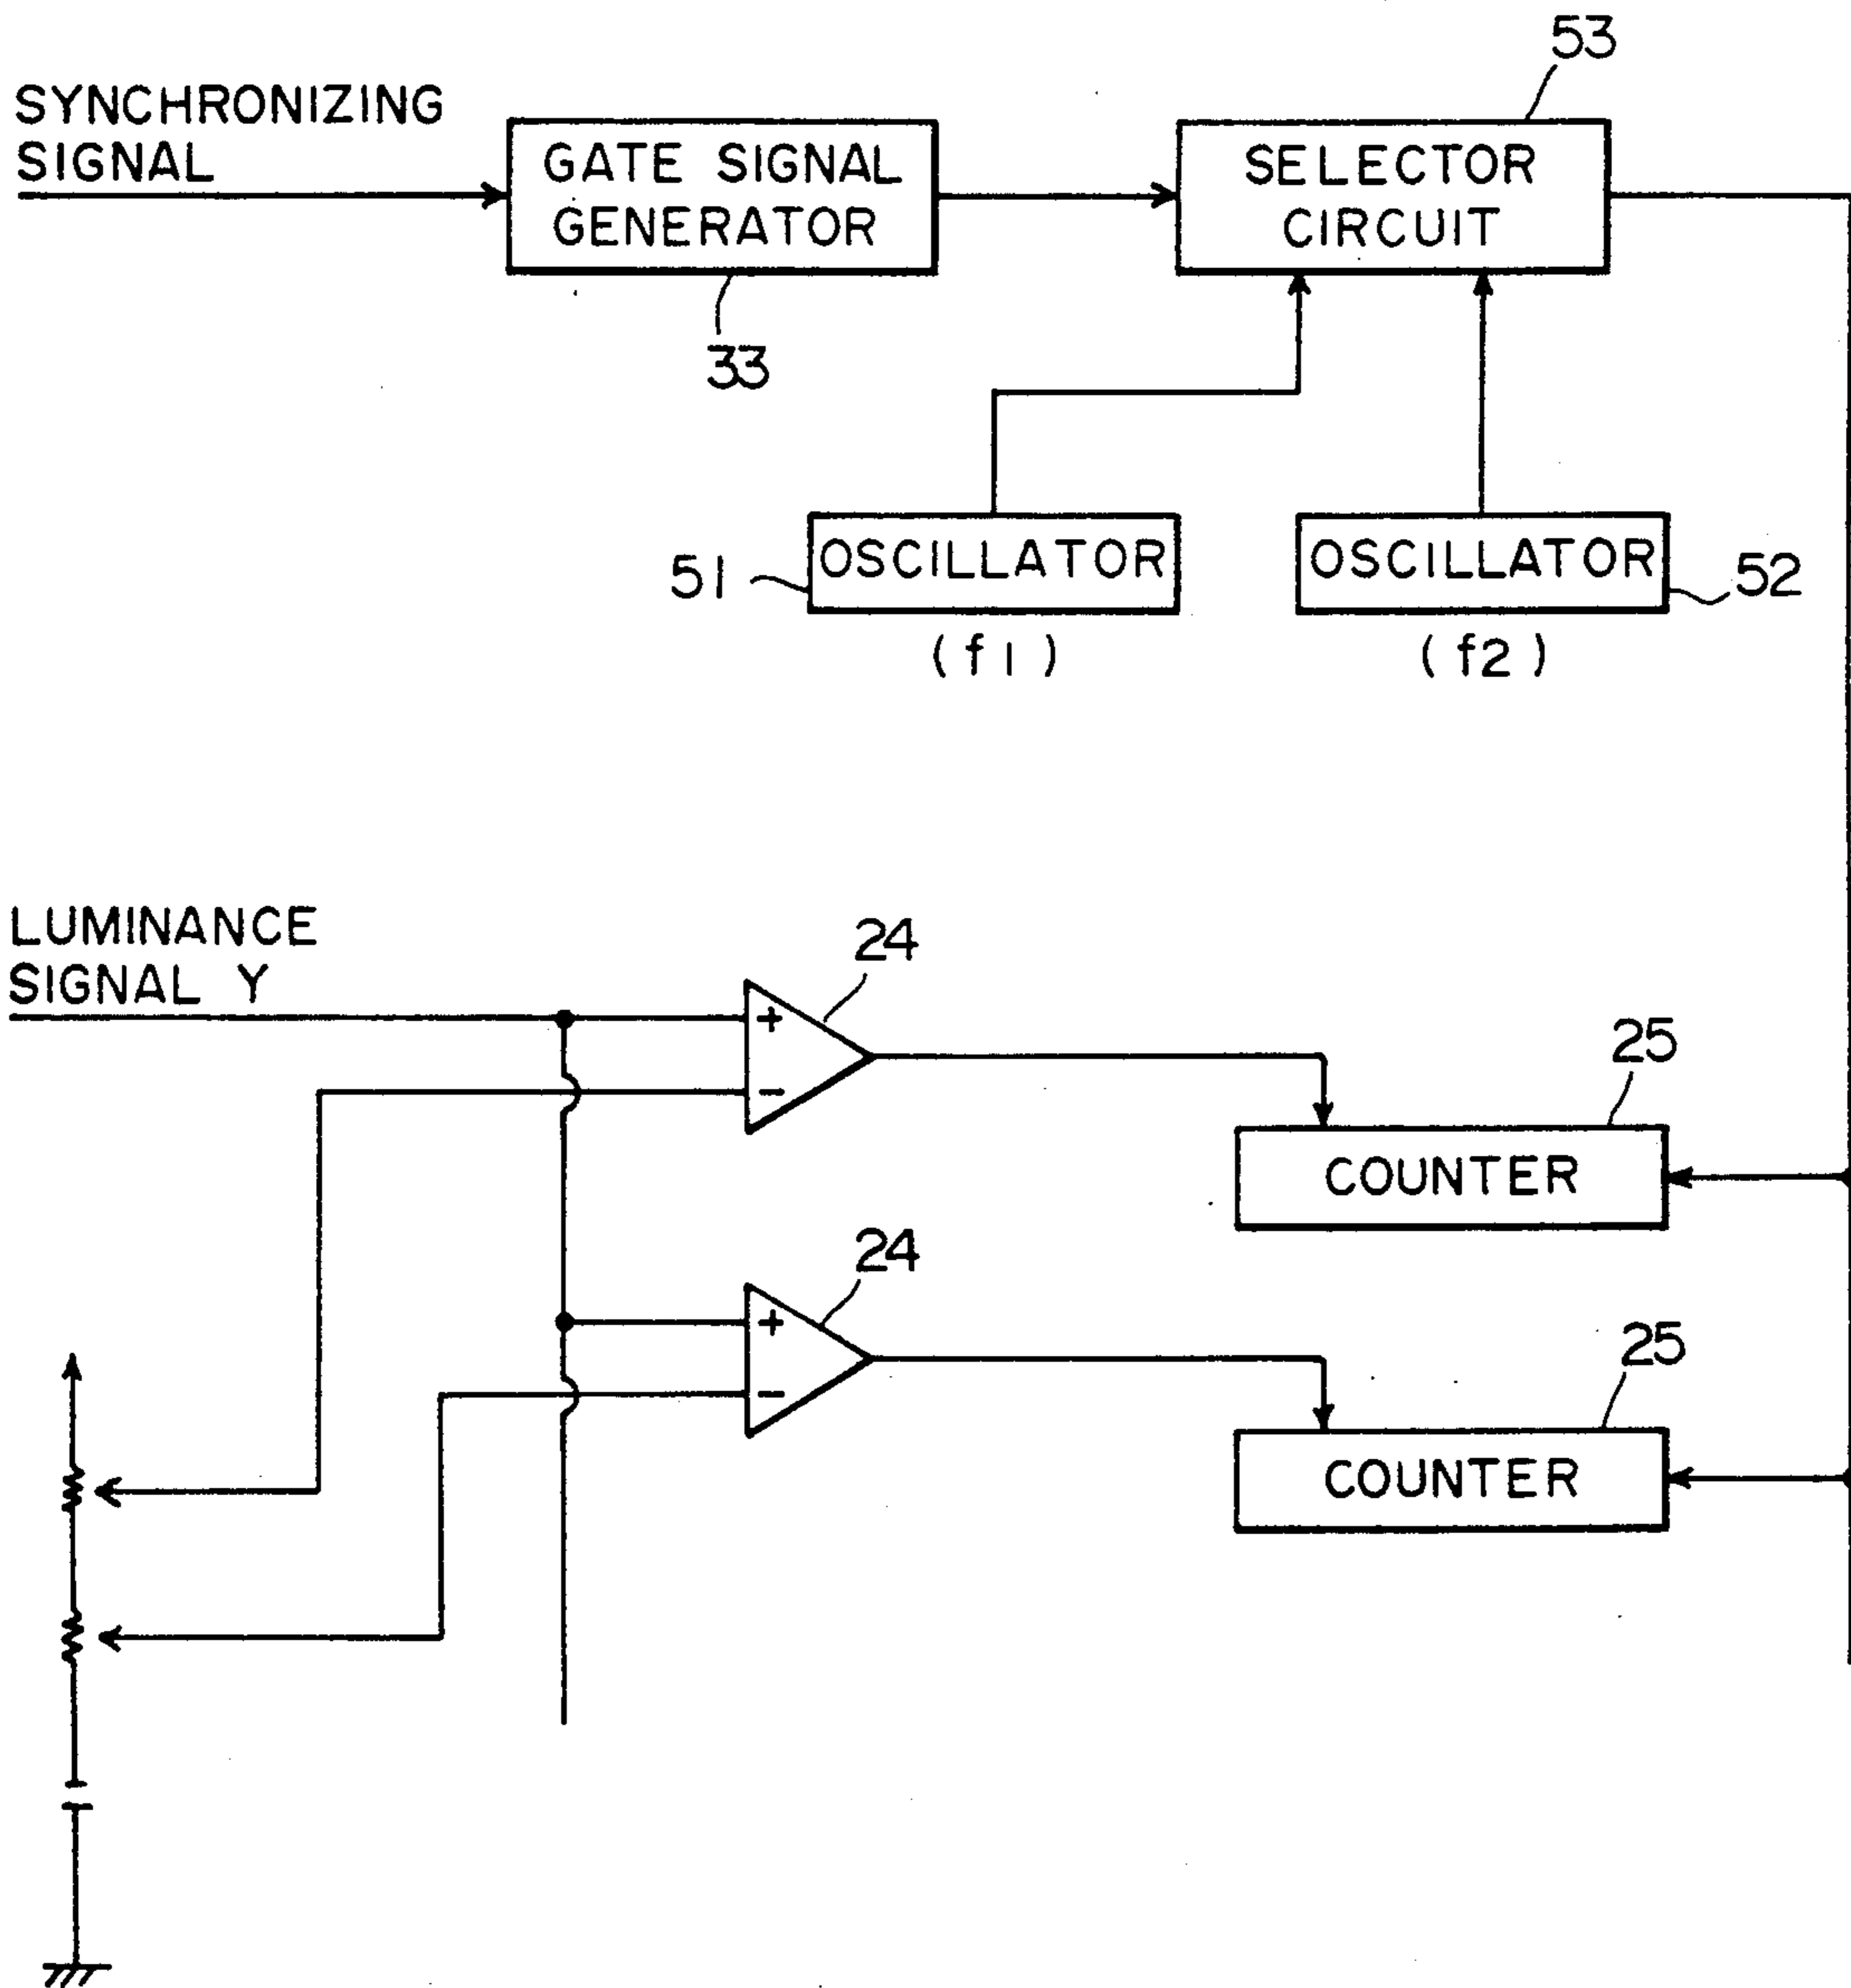 53
SYNCHRONIZING
SIGNAL
GATE SIGNAL
GENERATOR
SELECTOR
CIRCUIT
33
51
OSCILLATOR
OSCILLATOR
52
(f1)
(f2)
LUMINANCE
SIGNAL Y
24
+
-
25
COUNTER
24
+
-
25
COUNTER